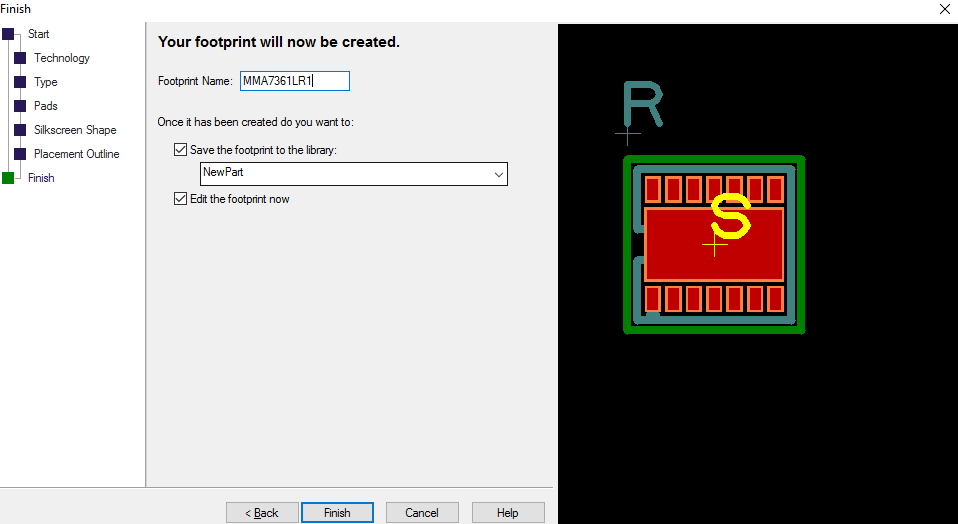 Finish
Start
Technology
Type
Pads
Silkscreen Shape
Placement Outline
Finish
Your footprint will now be created.
Footprint Name: MMA7361LR1
Once it has been created do you want to:
Save the footprint to the library:
NewPart
Edit the footprint now
< Back
Finish
Cancel
Help
R
S